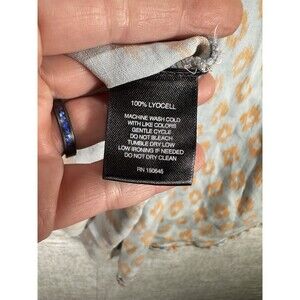 100% LYOCELL
MACHINE WASH COLD
WITH LIKE COLORS
GENTLE CYCLE
DO NOT BLEACH
TUMBLE DRY LOW
LOW IRONING IF NEEDED
DO NOT DRY CLEAN
RN 150645